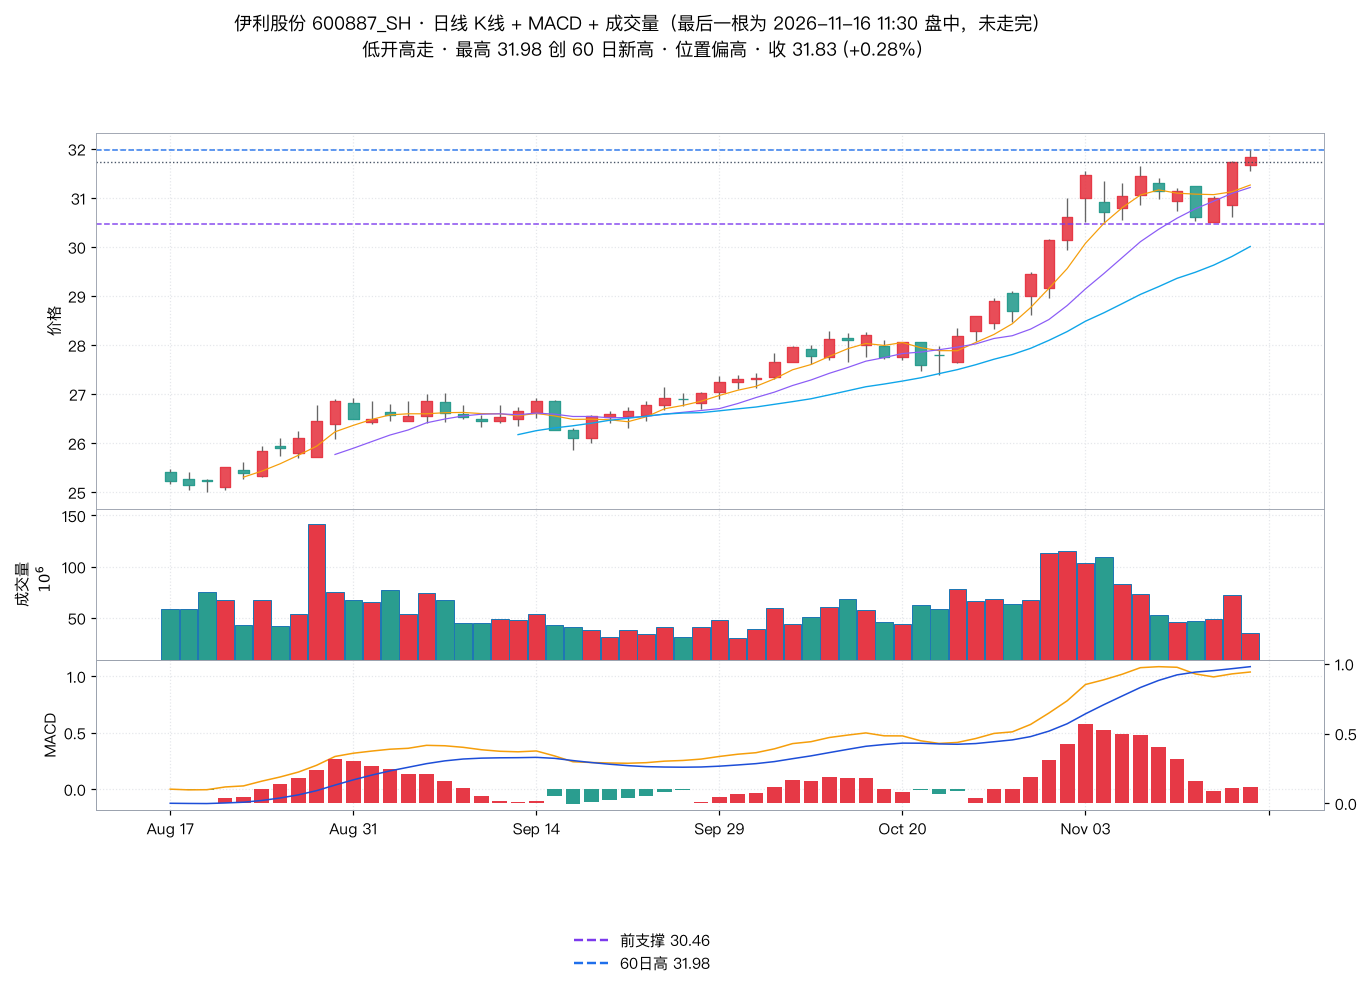 伊利股份 600887_SH · 日线 K线 + MACD + 成交量（最后一根为 2026–11–16 11:30 盘中，未走完）
低开高走 · 最高 31.98 创 60 日新高 · 位置偏高 · 收 31.83 (+0.28%)
32
31
30
29
28
27
26
25
价格
150
100
50
成交量
10⁶
1.0
0.5
0.0
MACD
1.0
0.5
0.0
Aug 17
Aug 31
Sep 14
Sep 29
Oct 20
Nov 03
前支撑 30.46
60日高 31.98